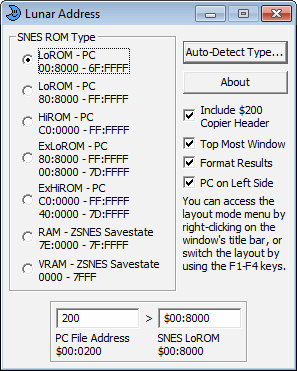 Lunar Address
SNES ROM Type
LoROM - PC
00:8000 - 6F:FFFF
LoROM - PC
80:8000 - FF:FFFF
HiROM - PC
C0:0000 - FF:FFFF
ExLoROM - PC
80:8000 - FF:FFFF
00:8000 - 7D:FFFF
ExHiROM - PC
C0:0000 - FF:FFFF
40:0000 - 7D:FFFF
RAM - ZSNES Savestate
7E:0000 - 7F:FFFF
VRAM - ZSNES Savestate
0000 - 7FFF
Auto-Detect Type...
About
Include $200
Copier Header
Top Most Window
Format Results
PC on Left Side
You can access the
layout mode menu by
right-clicking on the
window's title bar, or
switch the layout by
using the F1-F4 keys.
200 > $00:8000
PC File Address SNES LoROM
$00:0200 $00:8000